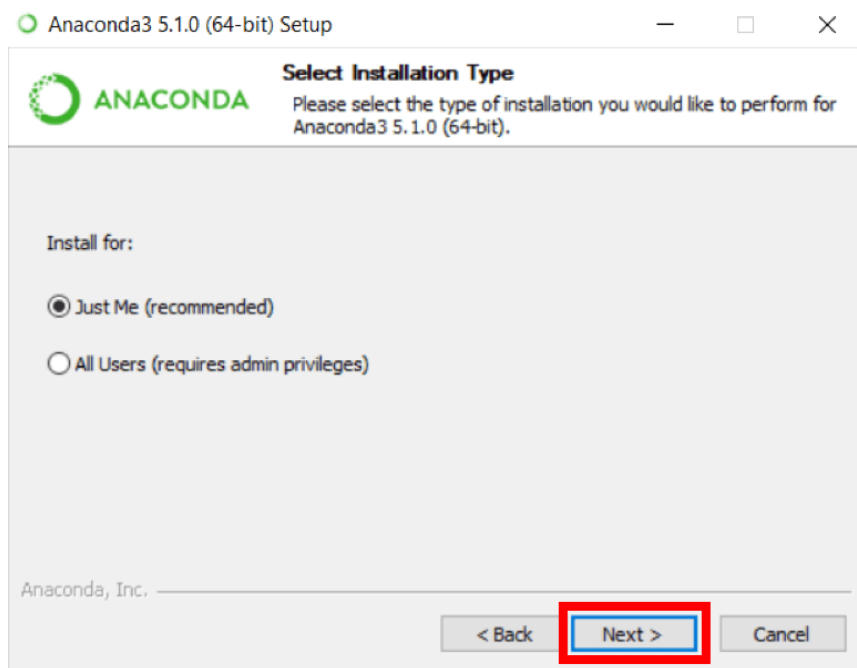 Anaconda3 5.1.0 (64-bit) Setup
ANACONDA
Select Installation Type
Please select the type of installation you would like to perform for
Anaconda3 5.1.0 (64-bit).
Install for:
Just Me (recommended)
All Users (requires admin privileges)
Anaconda, Inc.
< Back Next > Cancel